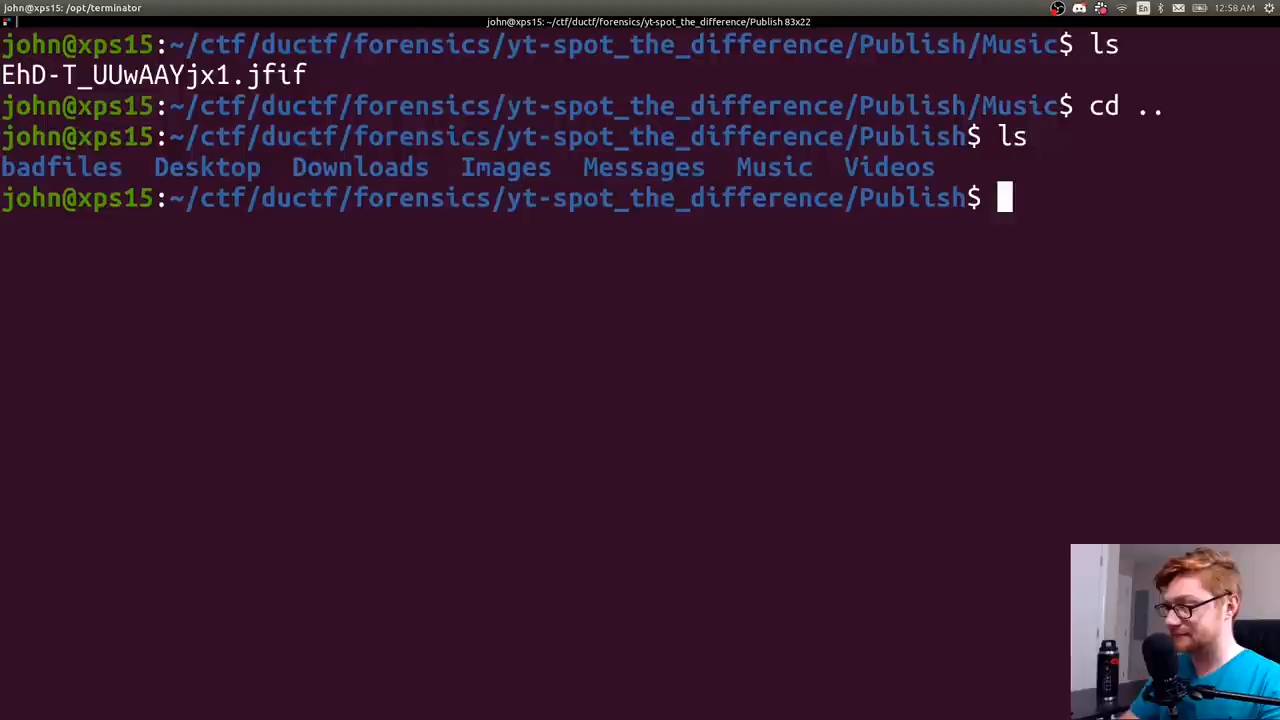 john@xps15: /opt/terminator
En 12:58 AM
john@xps15: ~/ctf/ductf/forensics/yt-spot_the_difference/Publish 83x22
john@xps15:~/ctf/ductf/forensics/yt-spot_the_difference/Publish/Music$ ls
EhD-T_UUwAAYjx1.jfif
john@xps15:~/ctf/ductf/forensics/yt-spot_the_difference/Publish/Music$ cd ..
john@xps15:~/ctf/ductf/forensics/yt-spot_the_difference/Publish$ ls
badfiles Desktop Downloads Images Messages Music Videos
john@xps15:~/ctf/ductf/forensics/yt-spot_the_difference/Publish$